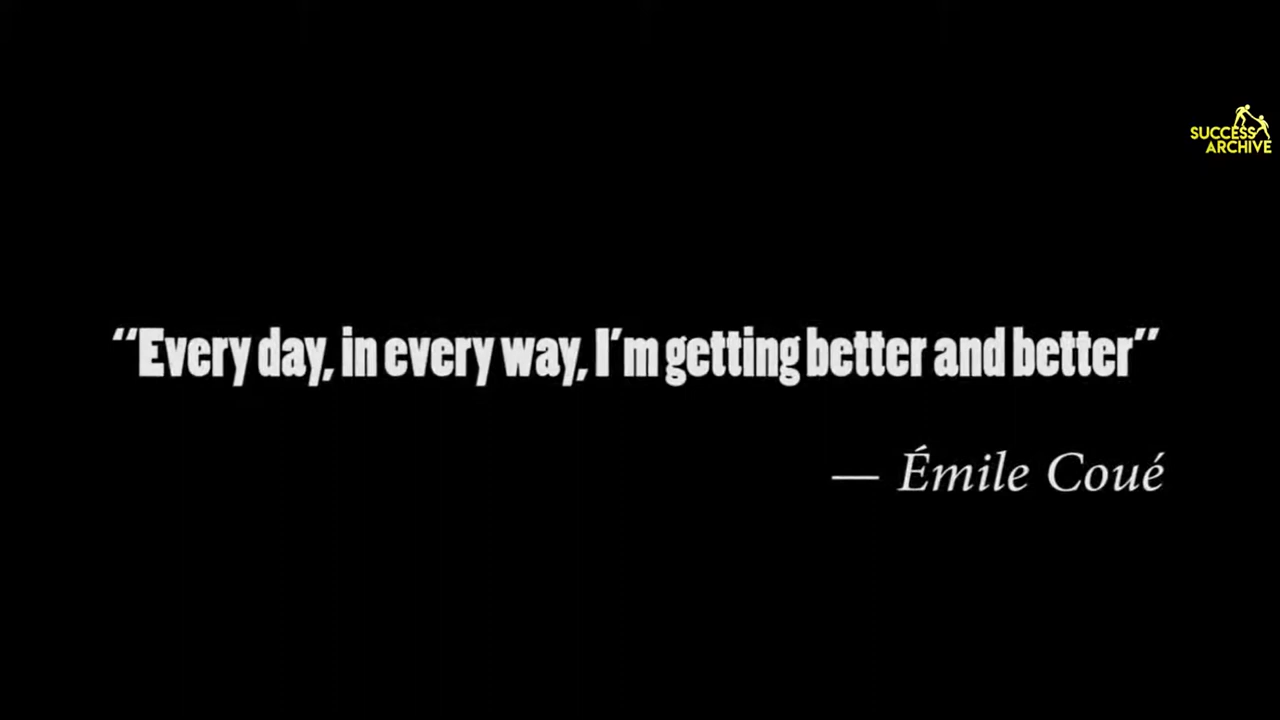 SUCCESS
ARCHIVE
“Every day, in every way, I’m getting better and better”
— Émile Coué